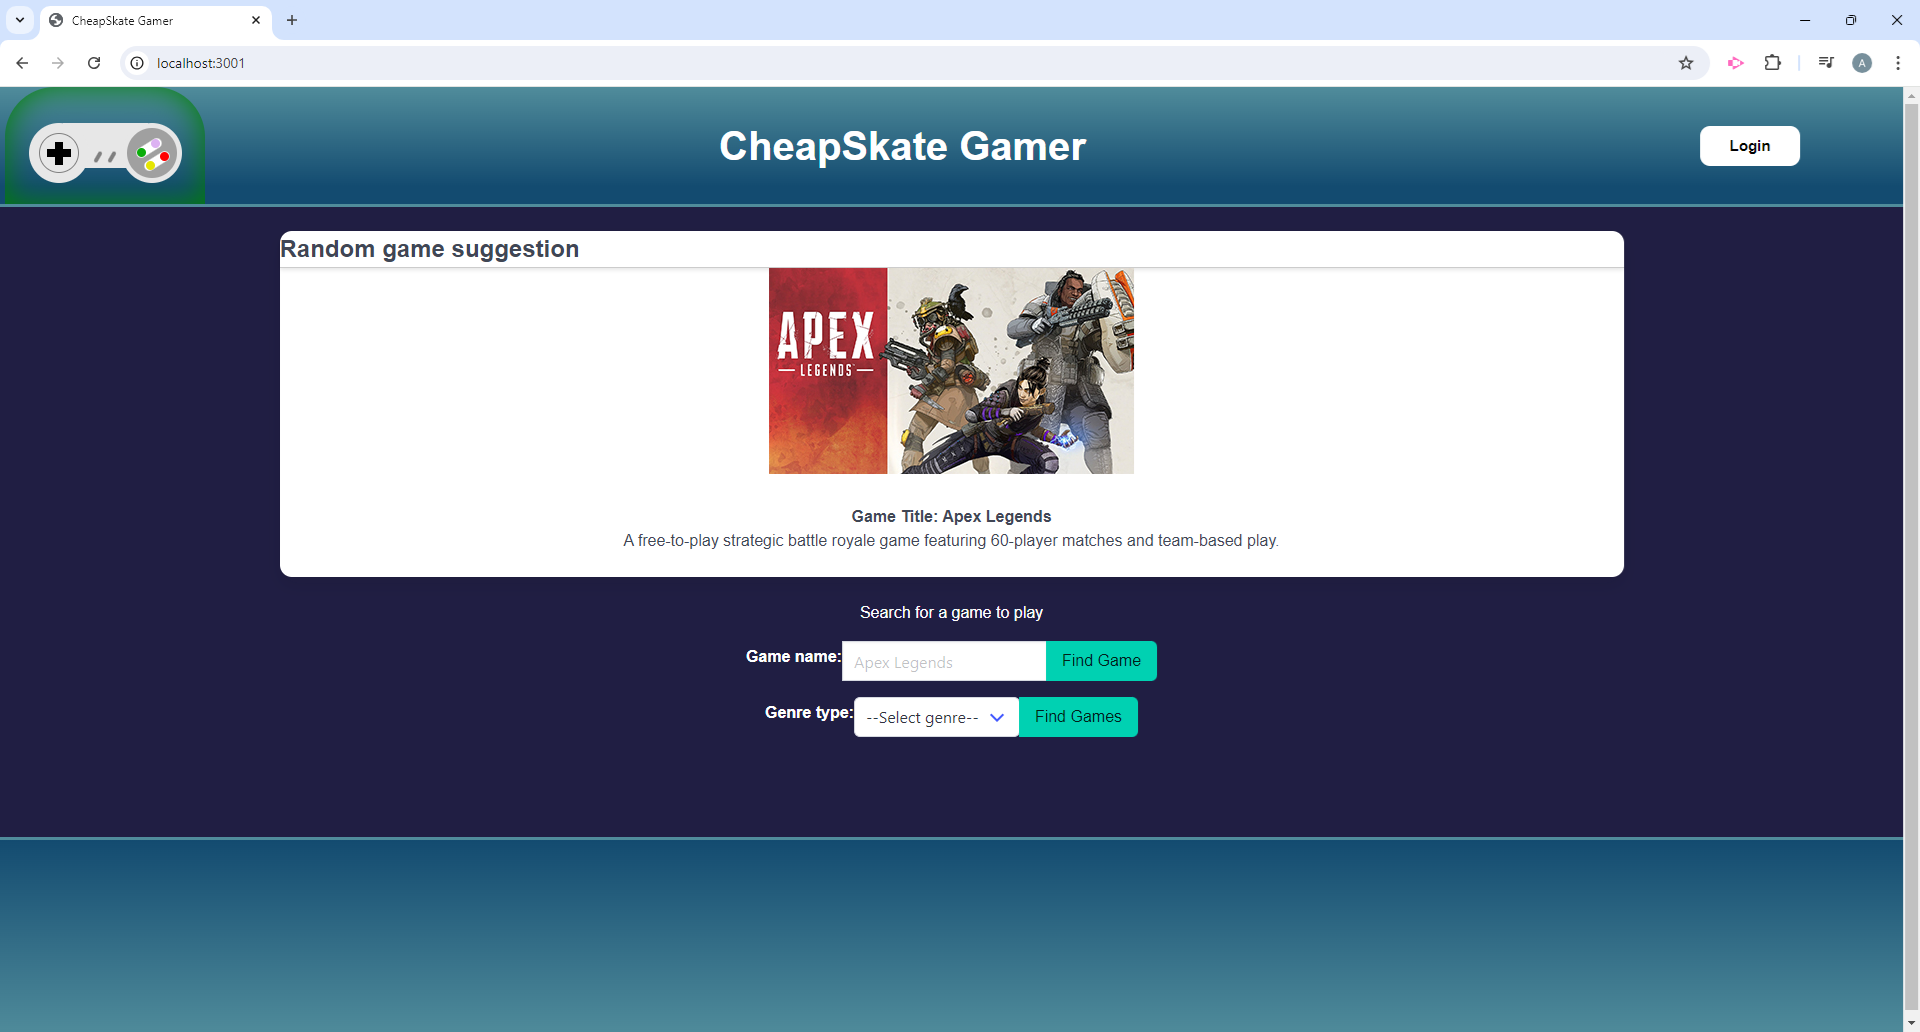 CheapSkate Gamer
localhost:3001
A
CheapSkate Gamer
Login
Random game suggestion
APEX
LEGENDS
Game Title: Apex Legends
A free-to-play strategic battle royale game featuring 60-player matches and team-based play.
Search for a game to play
Game name: Apex Legends Find Game
Genre type: --Select genre-- Find Games